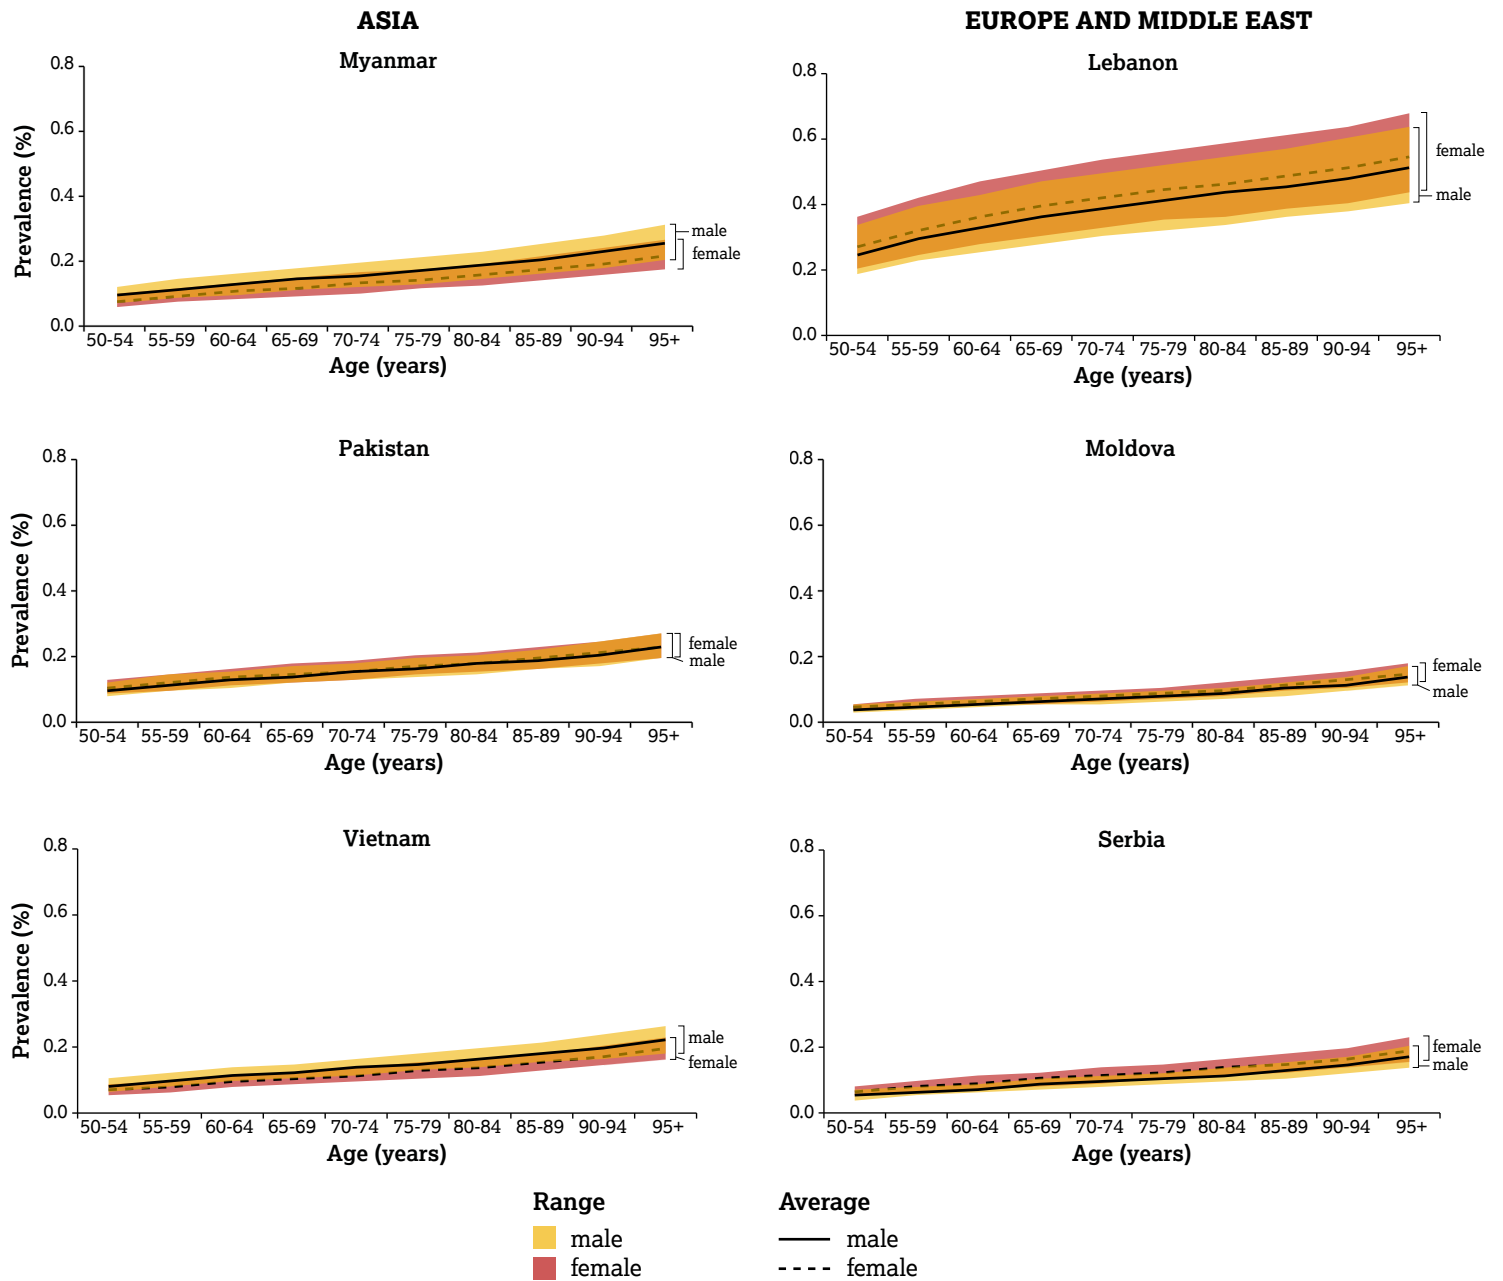 ASIA
EUROPE AND MIDDLE EAST
Myanmar
Prevalence (%)
0.8
0.6
0.4
0.2
0.0
male
female
50-54 55-59 60-64 65-69 70-74 75-79 80-84 85-89 90-94 95+
Age (years)
Lebanon
0.8
0.6
0.4
0.2
0.0
female
male
50-54 55-59 60-64 65-69 70-74 75-79 80-84 85-89 90-94 95+
Age (years)
Pakistan
Prevalence (%)
0.8
0.6
0.4
0.2
0.0
female
male
50-54 55-59 60-64 65-69 70-74 75-79 80-84 85-89 90-94 95+
Age (years)
Moldova
0.8
0.6
0.4
0.2
0.0
female
male
50-54 55-59 60-64 65-69 70-74 75-79 80-84 85-89 90-94 95+
Age (years)
Vietnam
Prevalence (%)
0.8
0.6
0.4
0.2
0.0
male
female
50-54 55-59 60-64 65-69 70-74 75-79 80-84 85-89 90-94 95+
Age (years)
Serbia
0.8
0.6
0.4
0.2
0.0
female
male
50-54 55-59 60-64 65-69 70-74 75-79 80-84 85-89 90-94 95+
Age (years)
Range
male
female
Average
male
female